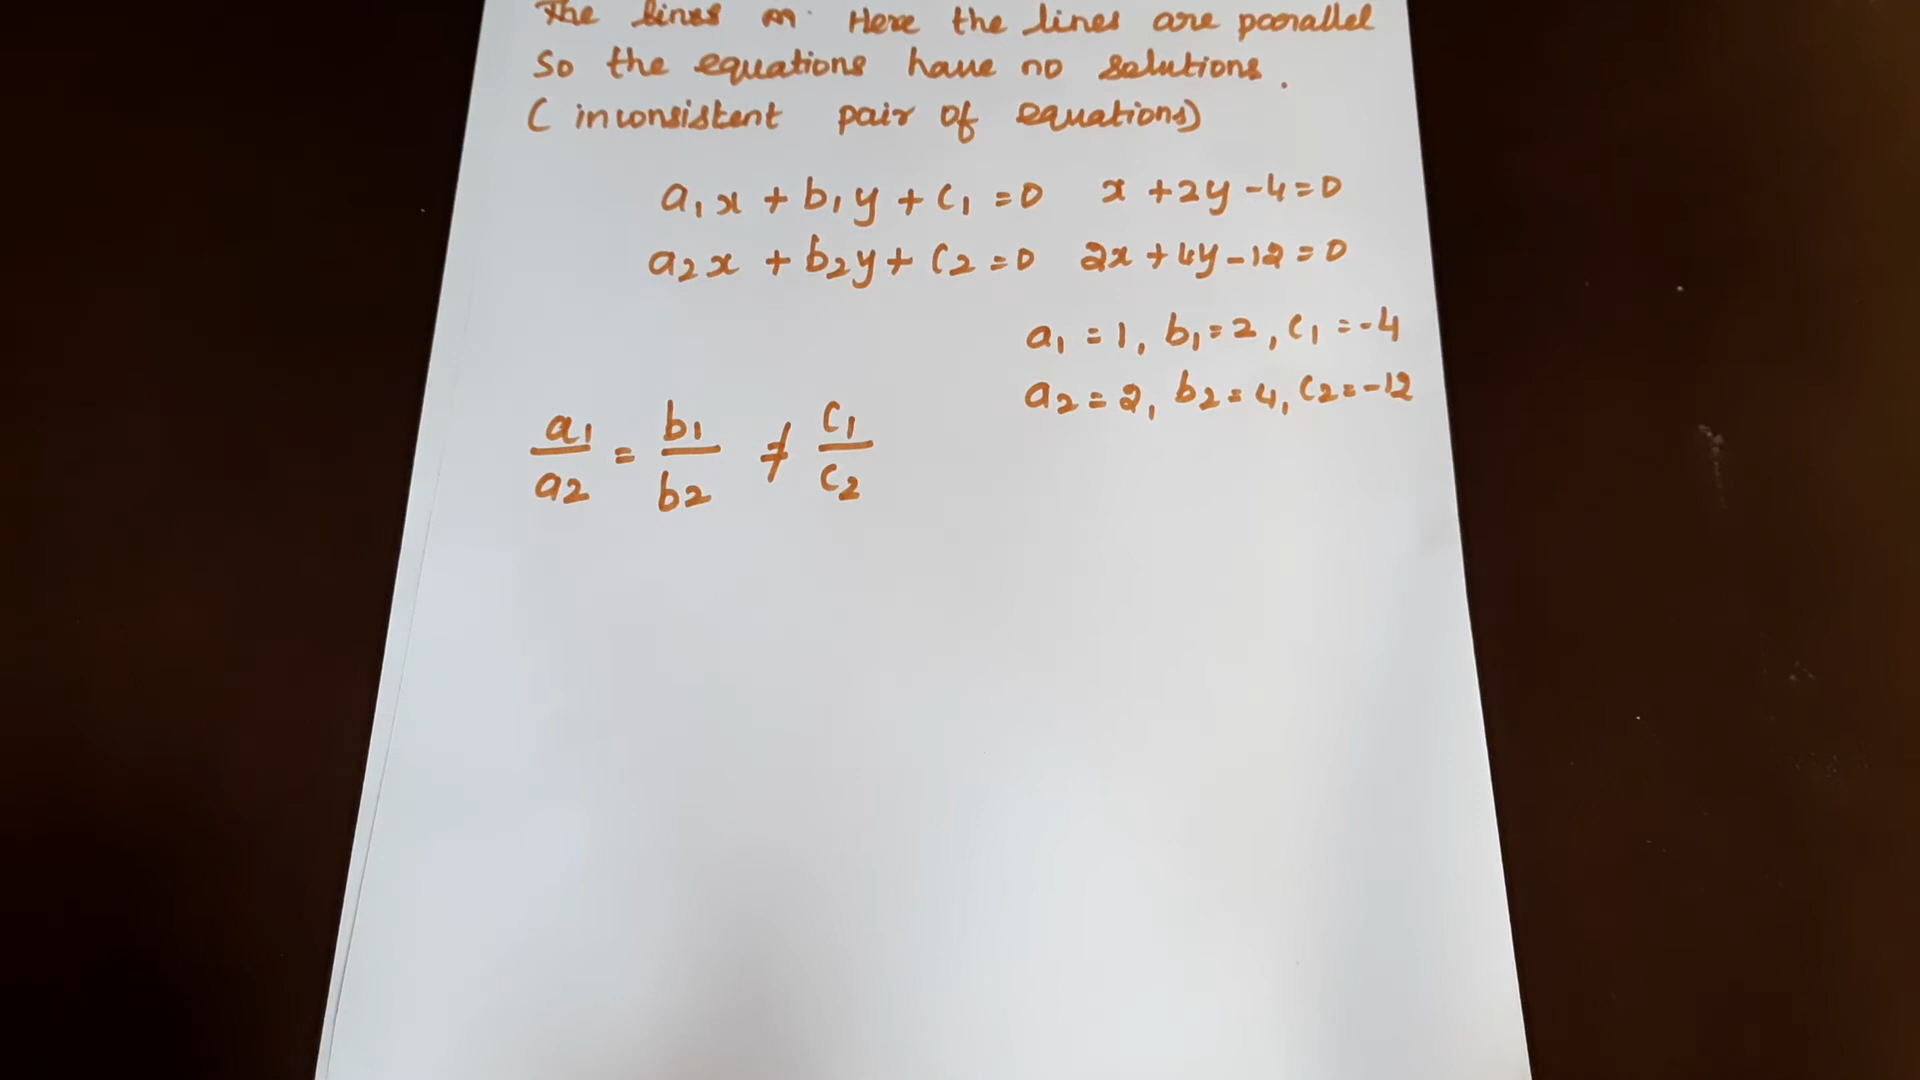 The lines m. Here the lines are parallel
So the equations have no solutions.
(inconsistent pair of equations)
a₁x + b₁y + c₁ = 0 x + 2y - 4 = 0
a₂x + b₂y + c₂ = 0 2x + 4y - 12 = 0
a₁ = 1, b₁ = 2, c₁ = -4
a₂ = 2, b₂ = 4, c₂ = -12
a₁/a₂ = b₁/b₂ ≠ c₁/c₂